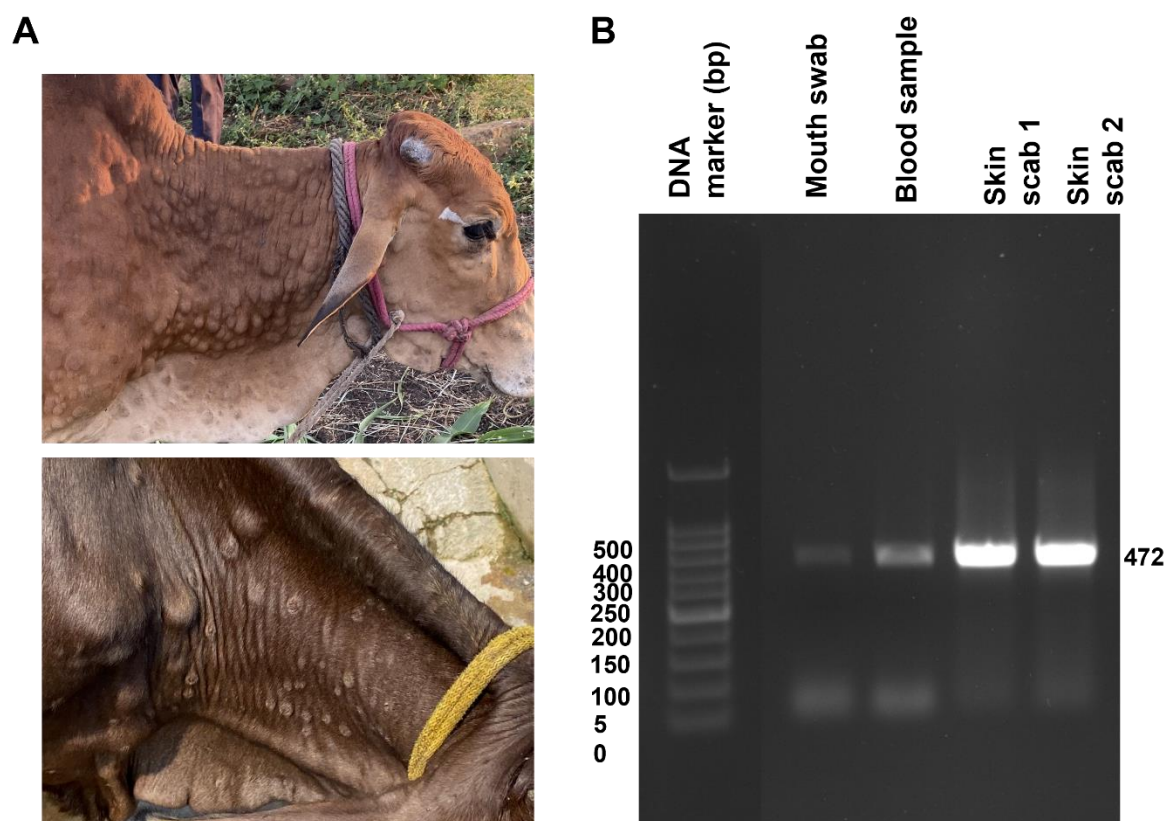 A
B
DNA
marker (bp)
Mouth swab
Blood sample
Skin
scab 1
Skin
scab 2
500
400
300
250
200
150
100
5
0
472